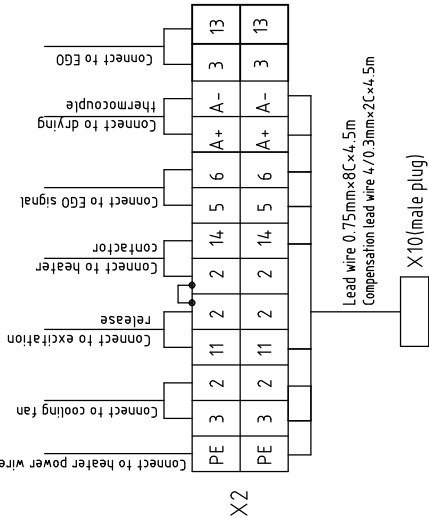 Connect to EGO
13 13
3 3
Connect to drying
thermocouple
A- A-
A+ A+
Connect to EGO signal
6 6
5 5
Connect to heater
contactor
14 14
2 2
Connect to excitation
release
2 2
11 11
Connect to cooling fan
2 2
3 3
Connect to heater power wire
PE PE
X2
Lead wire 0.75mm×8C×4.5m
Compensation lead wire 4/0.3mm×2C×4.5m
X10(male plug)